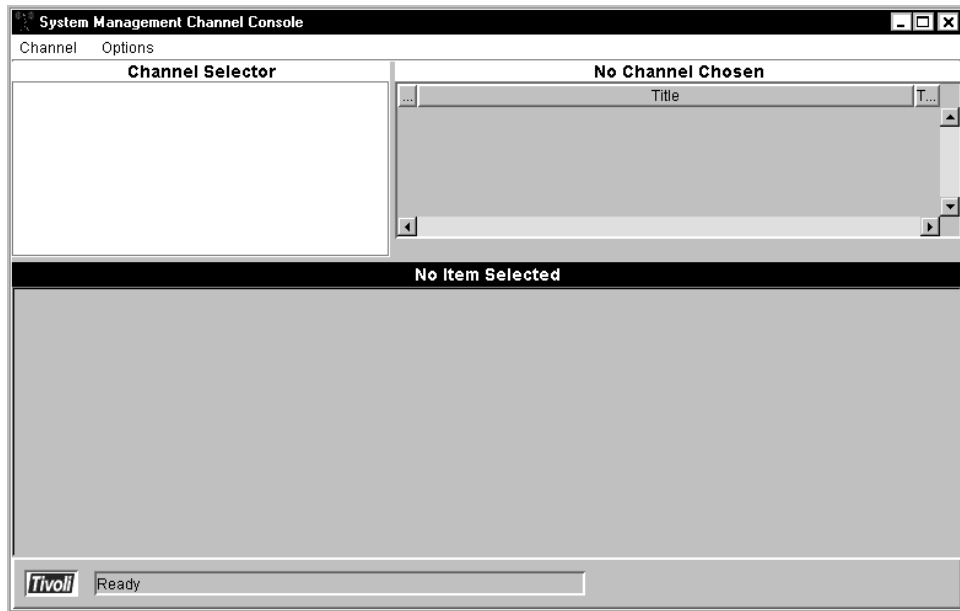 System Management Channel Console
Channel Options
Channel Selector
No Channel Chosen
... Title T...
No Item Selected
Tivoli Ready